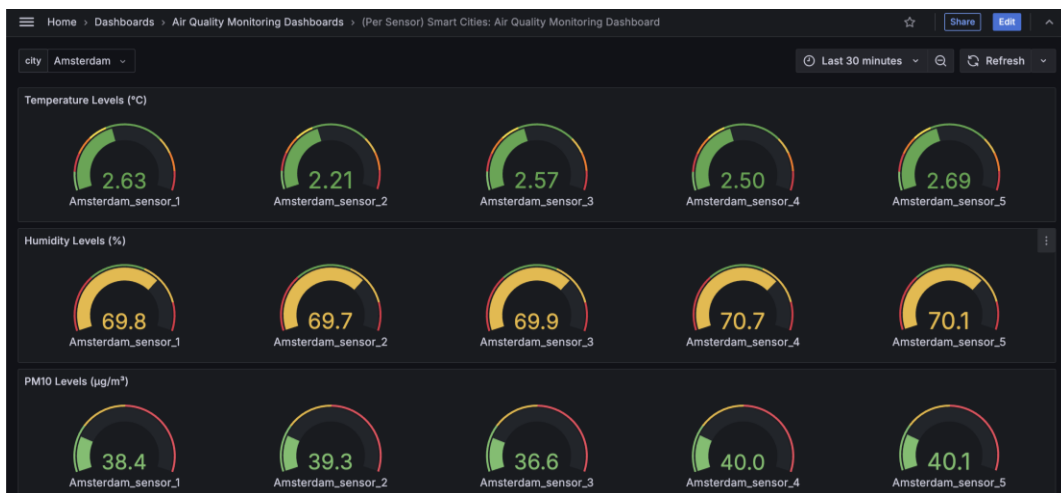 Home › Dashboards › Air Quality Monitoring Dashboards › (Per Sensor) Smart Cities: Air Quality Monitoring Dashboard
Share
Edit
city Amsterdam
Last 30 minutes
Refresh
Temperature Levels (°C)
2.63 2.21 2.57 2.50 2.69
Amsterdam_sensor_1 Amsterdam_sensor_2 Amsterdam_sensor_3 Amsterdam_sensor_4 Amsterdam_sensor_5
Humidity Levels (%)
69.8 69.7 69.9 70.7 70.1
Amsterdam_sensor_1 Amsterdam_sensor_2 Amsterdam_sensor_3 Amsterdam_sensor_4 Amsterdam_sensor_5
PM10 Levels (μg/m³)
38.4 39.3 36.6 40.0 40.1
Amsterdam_sensor_1 Amsterdam_sensor_2 Amsterdam_sensor_3 Amsterdam_sensor_4 Amsterdam_sensor_5